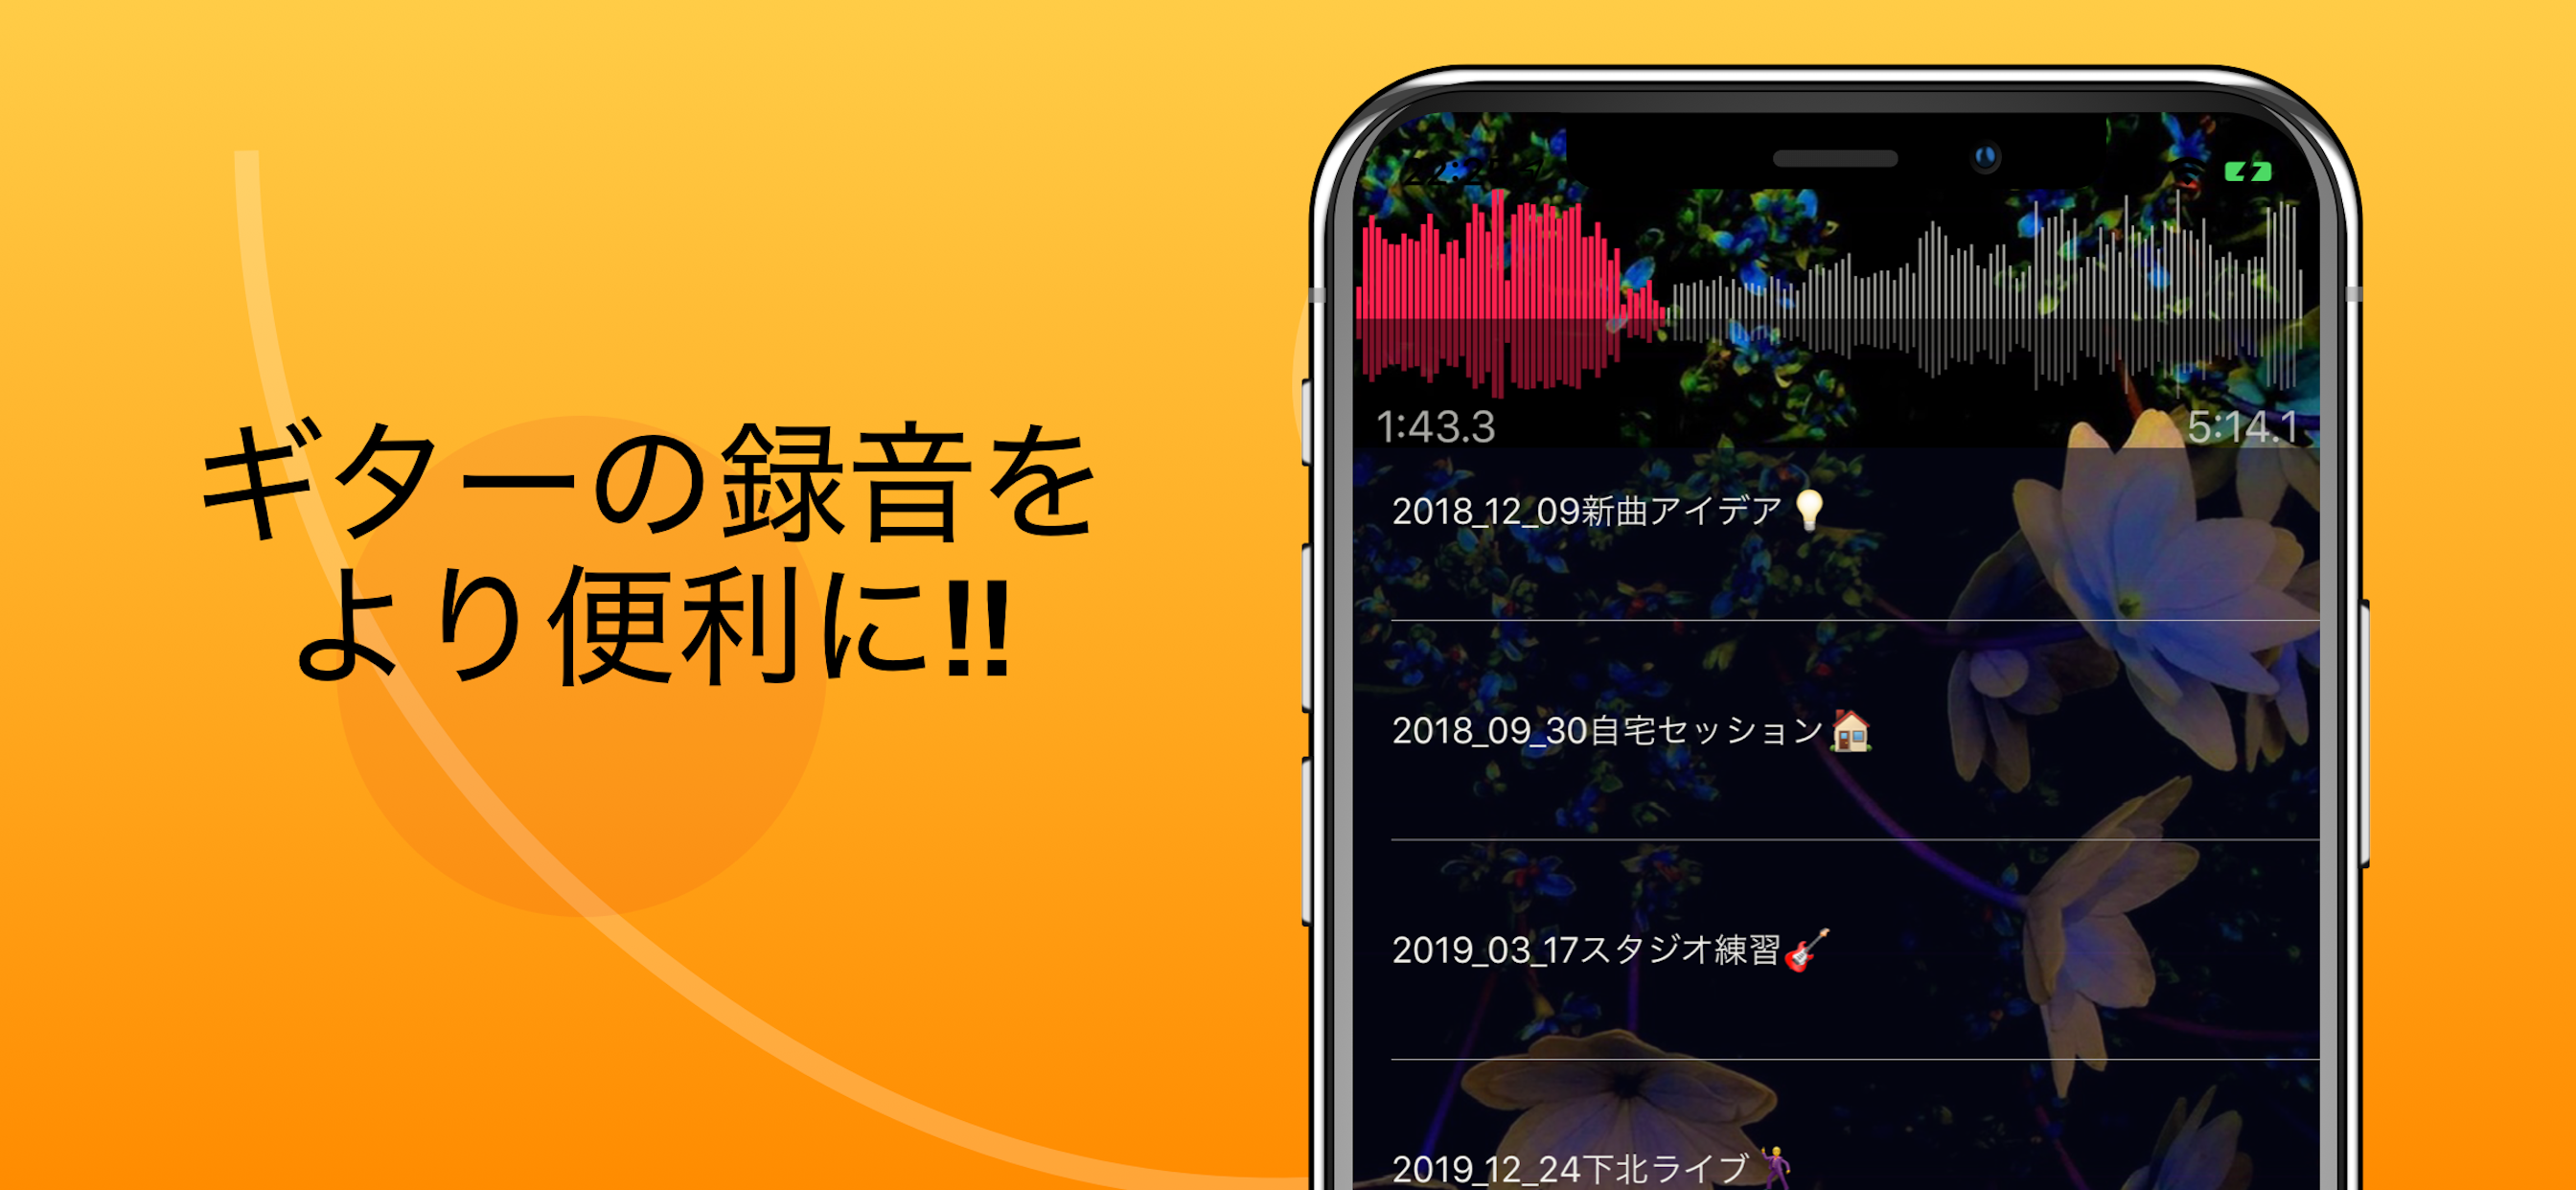 ギターの録音を
より便利に!!
1:43.3
5:14.1
2018_12_09新曲アイデア💡
2018_09_30自宅セッション🏠
2019_03_17スタジオ練習🎸
2019_12_24下北ライブ🕺